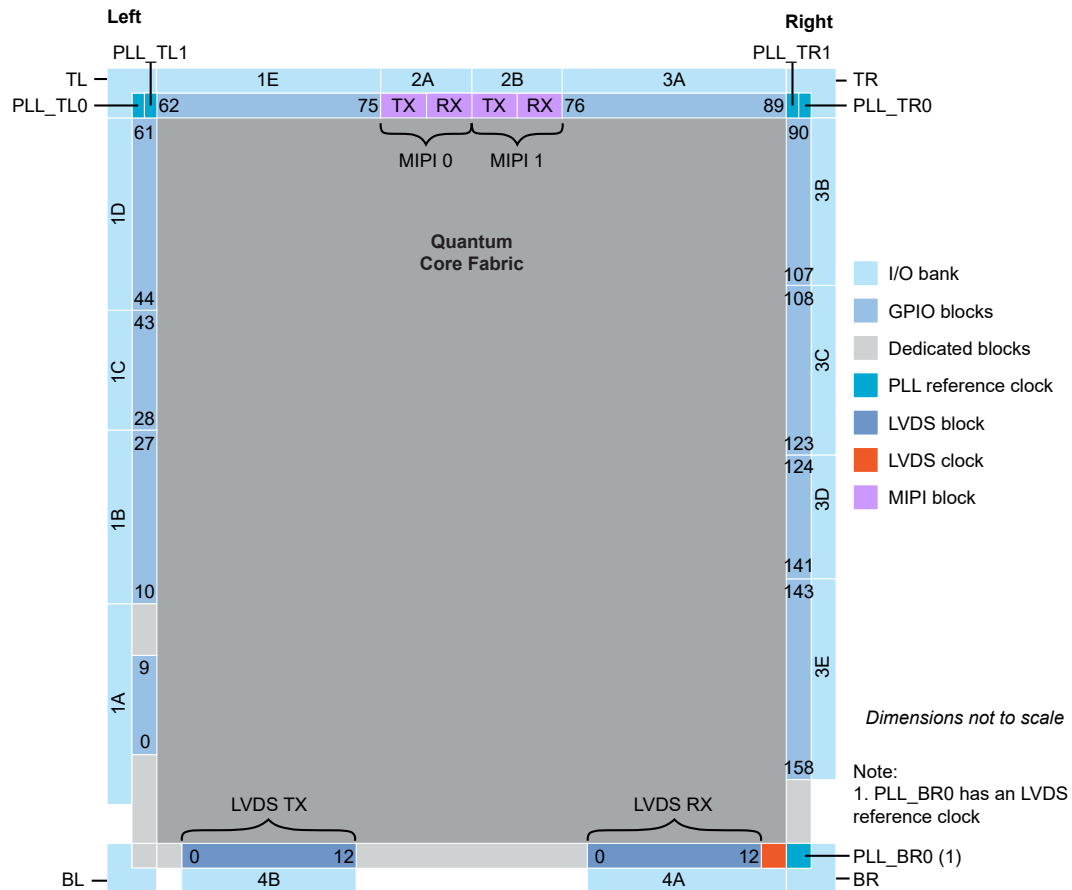 Left
Right
PLL_TL1
PLL_TR1
TL
1E
2A
2B
3A
TR
PLL_TL0
62
75
TX
RX
TX
RX
76
89
PLL_TR0
61
90
MIPI 0
MIPI 1
1D
3B
Quantum
Core Fabric
44
107
43
108
1C
3C
28
123
27
124
1B
3D
10
141
143
9
1A
3E
0
158
I/O bank
GPIO blocks
Dedicated blocks
PLL reference clock
LVDS block
LVDS clock
MIPI block
Dimensions not to scale
Note:
1. PLL_BR0 has an LVDS
reference clock
LVDS TX
LVDS RX
0
12
0
12
PLL_BR0 (1)
BL
4B
4A
BR